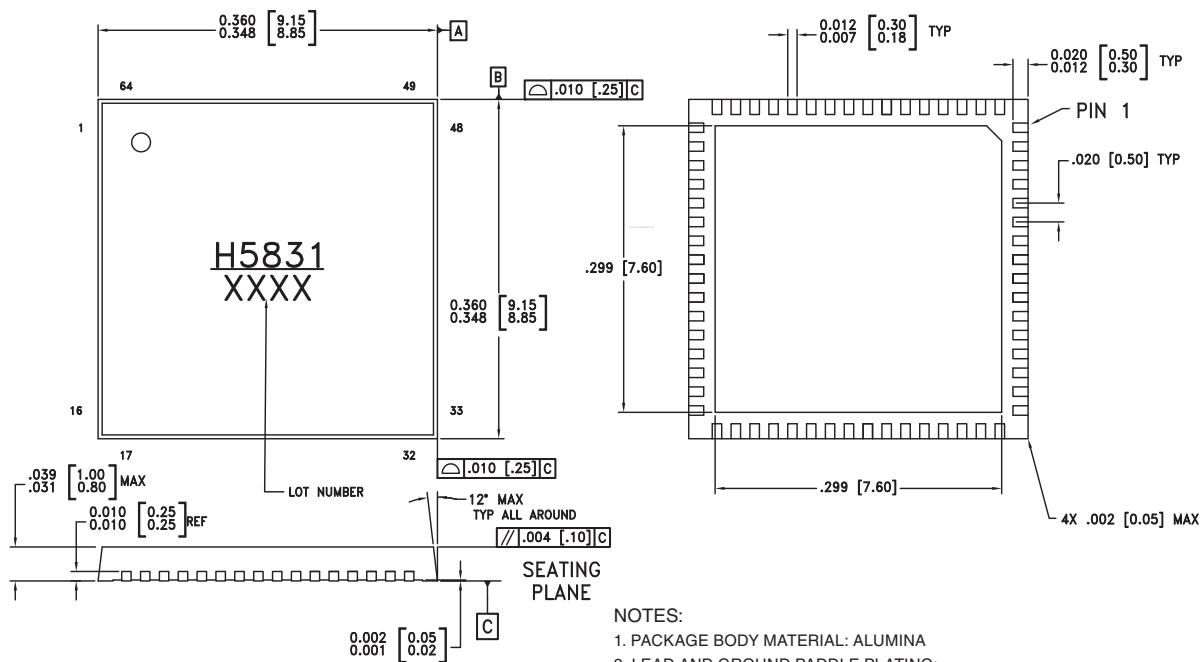 0.360 [9.15]
0.348 [8.85]
A
64
49
B
⌓ .010 [.25] C
1
48
H5831
XXXX
0.360 [9.15]
0.348 [8.85]
16
33
17
32
⌓ .010 [.25] C
LOT NUMBER
.039 [1.00] MAX
.031 [0.80]
0.010 [0.25] REF
0.010 [0.25]
12° MAX
TYP ALL AROUND
// .004 [.10] C
SEATING
PLANE
C
0.002 [0.05]
0.001 [0.02]
0.012 [0.30] TYP
0.007 [0.18]
0.020 [0.50] TYP
0.012 [0.30]
PIN 1
.020 [0.50] TYP
.299 [7.60]
.299 [7.60]
4X .002 [0.05] MAX
NOTES:
1. PACKAGE BODY MATERIAL: ALUMINA